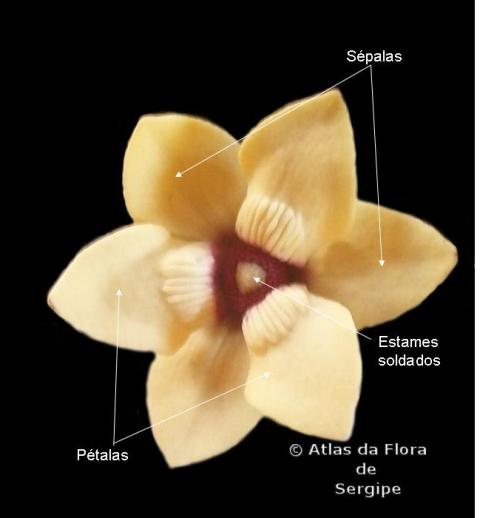 Sépalas
Estames
soldados
Pétalas
© Atlas da Flora
de
Sergipe